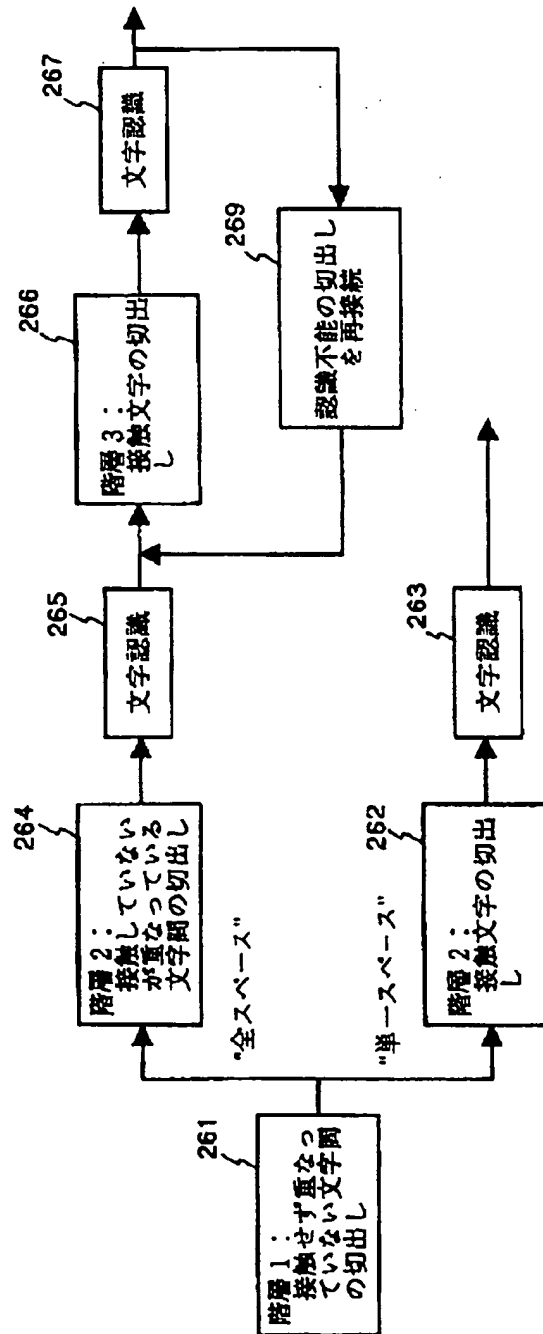 261
階層1：
接触せず重なっ
ていない文字間
の切出し
"全スペース"
"単一スペース"
264
階層2：
接触していない
が重なっている
文字間の切出し
262
階層2：
接触文字の切出
し
265
文字認識
263
文字認識
266
階層3：
接触文字の切出
し
269
認識不能の切出し
を再接続
267
文字認識